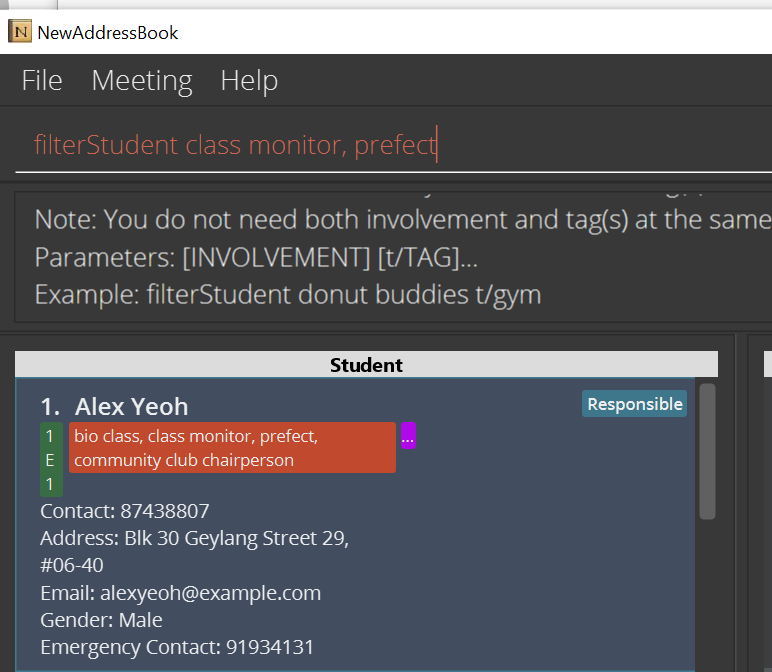 NewAddressBook
File Meeting Help
filterStudent class monitor, prefect
Note: You do not need both involvement and tag(s) at the same
Parameters: [INVOLVEMENT] [t/TAG]...
Example: filterStudent donut buddies t/gym
Student
1. Alex Yeoh
Responsible
1
E
1
bio class, class monitor, prefect,
community club chairperson
...
Contact: 87438807
Address: Blk 30 Geylang Street 29,
#06-40
Email: alexyeoh@example.com
Gender: Male
Emergency Contact: 91934131